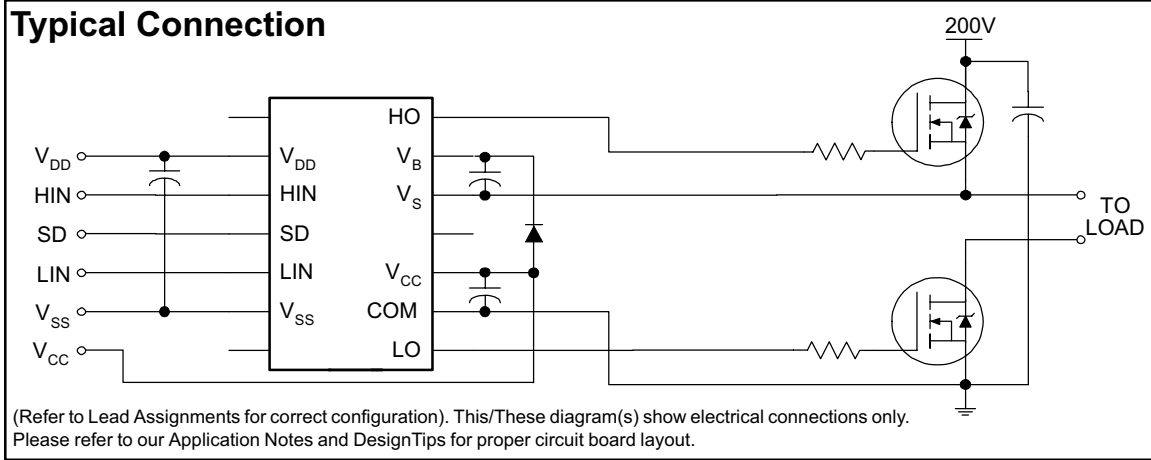 Typical Connection
200V
HO
VDD
VDD
VB
HIN
HIN
VS
TO
LOAD
SD
SD
LIN
LIN
VCC
VSS
VSS
COM
VCC
LO
(Refer to Lead Assignments for correct configuration). This/These diagram(s) show electrical connections only.
Please refer to our Application Notes and DesignTips for proper circuit board layout.